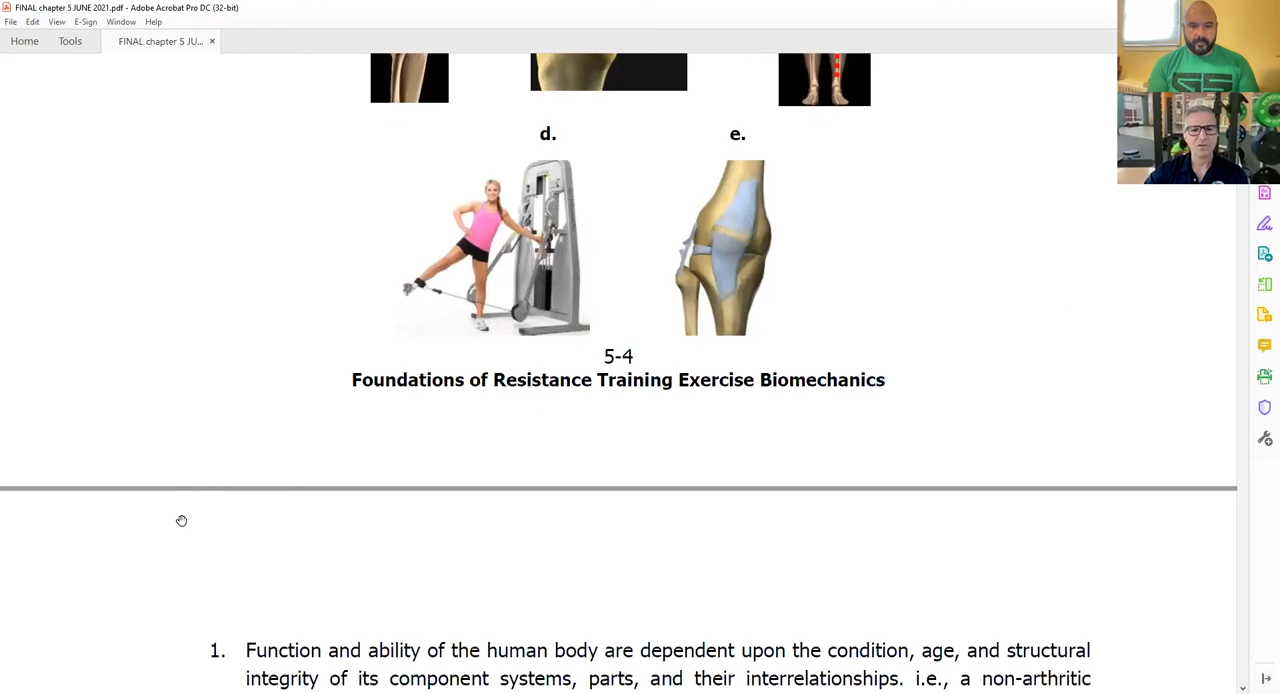 FINAL chapter 5 JUNE 2021.pdf - Adobe Acrobat Pro DC (32-bit)
File Edit View E-Sign Window Help
Home Tools FINAL chapter 5 JU... ×
d. e.
5-4
Foundations of Resistance Training Exercise Biomechanics
1. Function and ability of the human body are dependent upon the condition, age, and structural
integrity of its component systems, parts, and their interrelationships. i.e., a non-arthritic